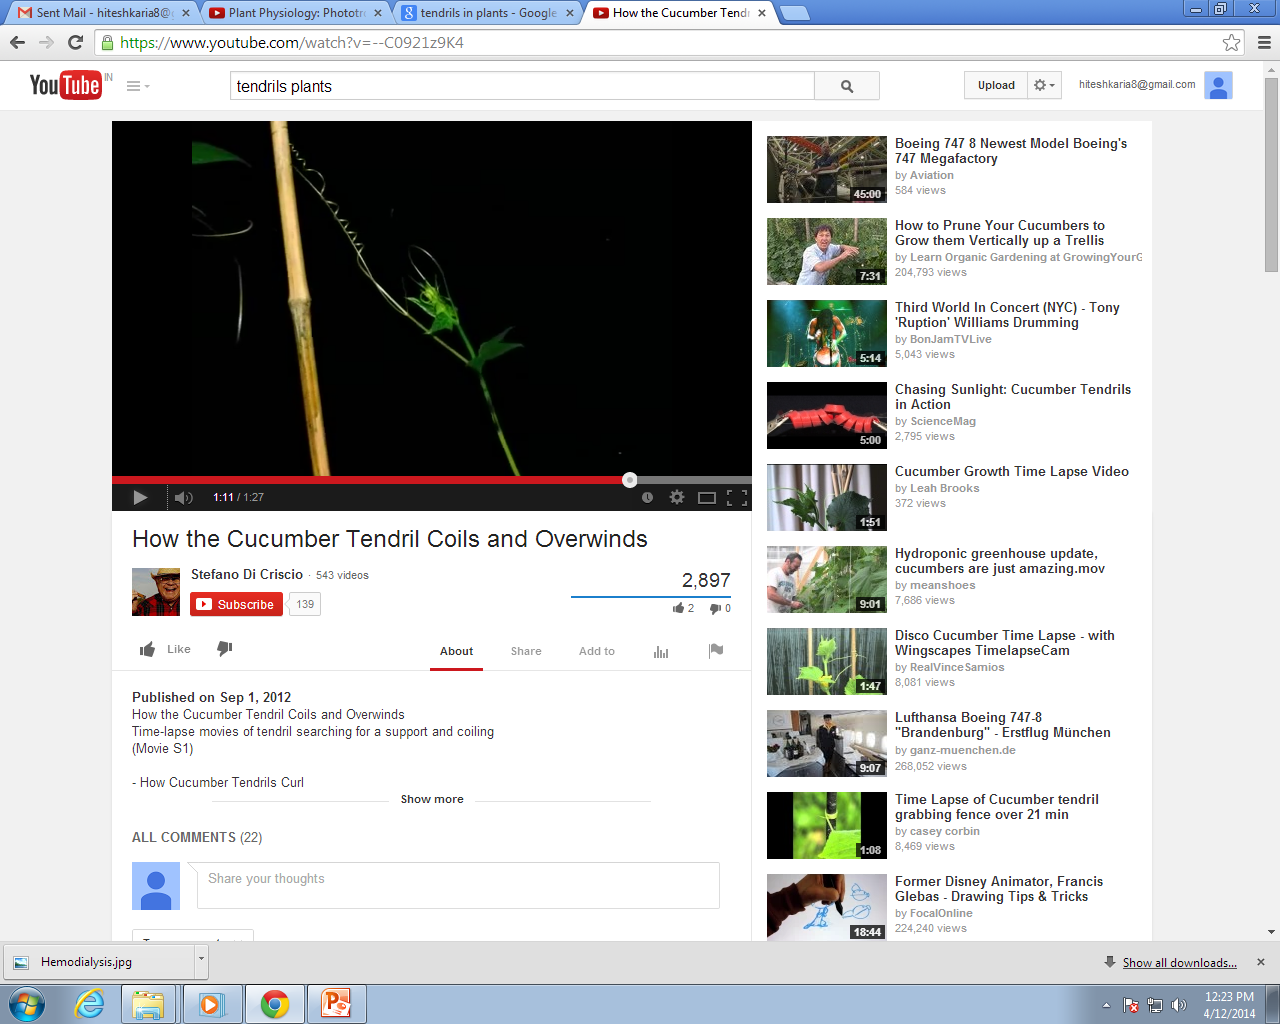 Sent Mail - hiteshkaria8@g
Plant Physiology: Phototro
tendrils in plants - Google
How the Cucumber Tendr
https://www.youtube.com/watch?v=--C0921z9K4
YouTube IN
tendrils plants
Upload
hiteshkaria8@gmail.com
1:11 / 1:27
How the Cucumber Tendril Coils and Overwinds
Stefano Di Criscio · 543 videos
Subscribe 139
2,897
2 0
Like
About Share Add to
Published on Sep 1, 2012
How the Cucumber Tendril Coils and Overwinds
Time-lapse movies of tendril searching for a support and coiling
(Movie S1)
- How Cucumber Tendrils Curl
Show more
ALL COMMENTS (22)
Share your thoughts
45:00
Boeing 747 8 Newest Model Boeing's
747 Megafactory
by Aviation
584 views
7:31
How to Prune Your Cucumbers to
Grow them Vertically up a Trellis
by Learn Organic Gardening at GrowingYourG
204,793 views
5:14
Third World In Concert (NYC) - Tony
'Ruption' Williams Drumming
by BonJamTVLive
5,043 views
5:00
Chasing Sunlight: Cucumber Tendrils
in Action
by ScienceMag
2,795 views
1:51
Cucumber Growth Time Lapse Video
by Leah Brooks
372 views
9:01
Hydroponic greenhouse update,
cucumbers are just amazing.mov
by meanshoes
7,686 views
1:47
Disco Cucumber Time Lapse - with
Wingscapes TimelapseCam
by RealVinceSamios
8,081 views
9:07
Lufthansa Boeing 747-8
"Brandenburg" - Erstflug München
by ganz-muenchen.de
268,052 views
1:08
Time Lapse of Cucumber tendril
grabbing fence over 21 min
by casey corbin
8,469 views
18:44
Former Disney Animator, Francis
Glebas - Drawing Tips & Tricks
by FocalOnline
224,240 views
Hemodialysis.jpg
Show all downloads...
12:23 PM
4/12/2014